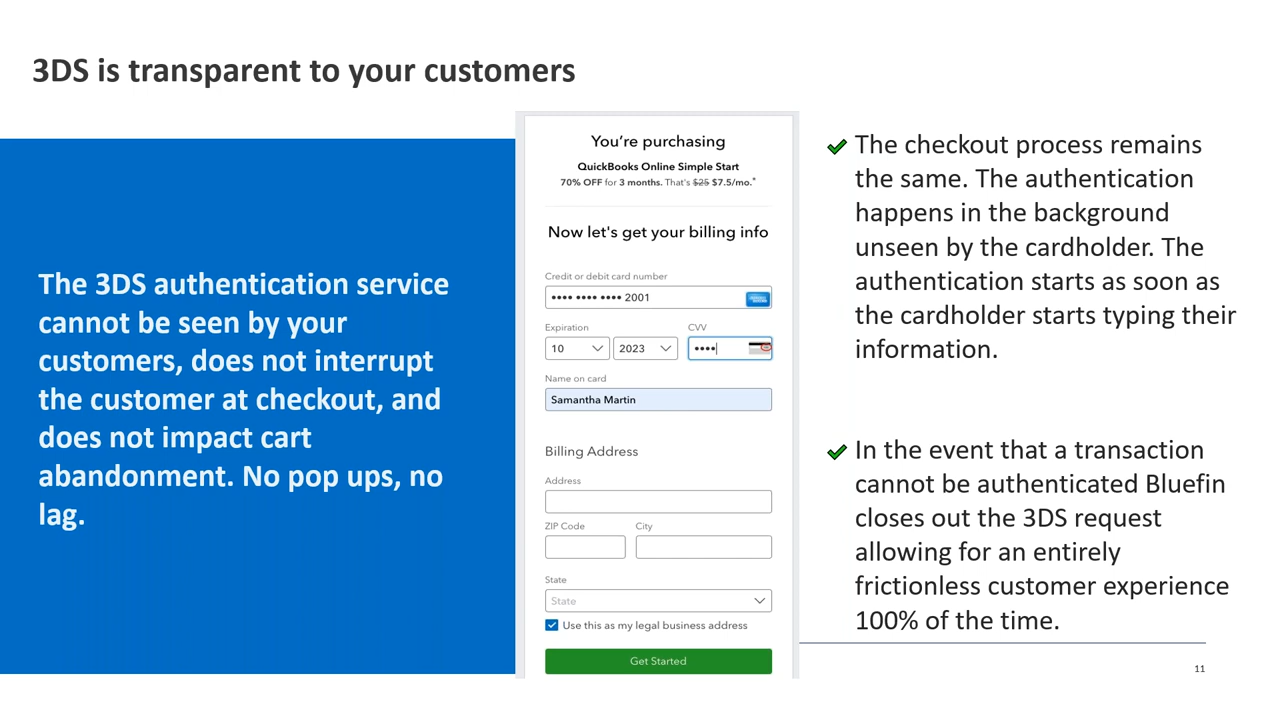 3DS is transparent to your customers
The 3DS authentication service
cannot be seen by your
customers, does not interrupt
the customer at checkout, and
does not impact cart
abandonment. No pop ups, no
lag.
You're purchasing
QuickBooks Online Simple Start
70% OFF for 3 months. That's $25 $7.5/mo.*
Now let's get your billing info
Credit or debit card number
•••• •••• •••• 2001
Expiration CVV
10 2023 ••••
Name on card
Samantha Martin
Billing Address
Address
ZIP Code City
State
State
Use this as my legal business address
Get Started
The checkout process remains
the same. The authentication
happens in the background
unseen by the cardholder. The
authentication starts as soon as
the cardholder starts typing their
information.
In the event that a transaction
cannot be authenticated Bluefin
closes out the 3DS request
allowing for an entirely
frictionless customer experience
100% of the time.
11